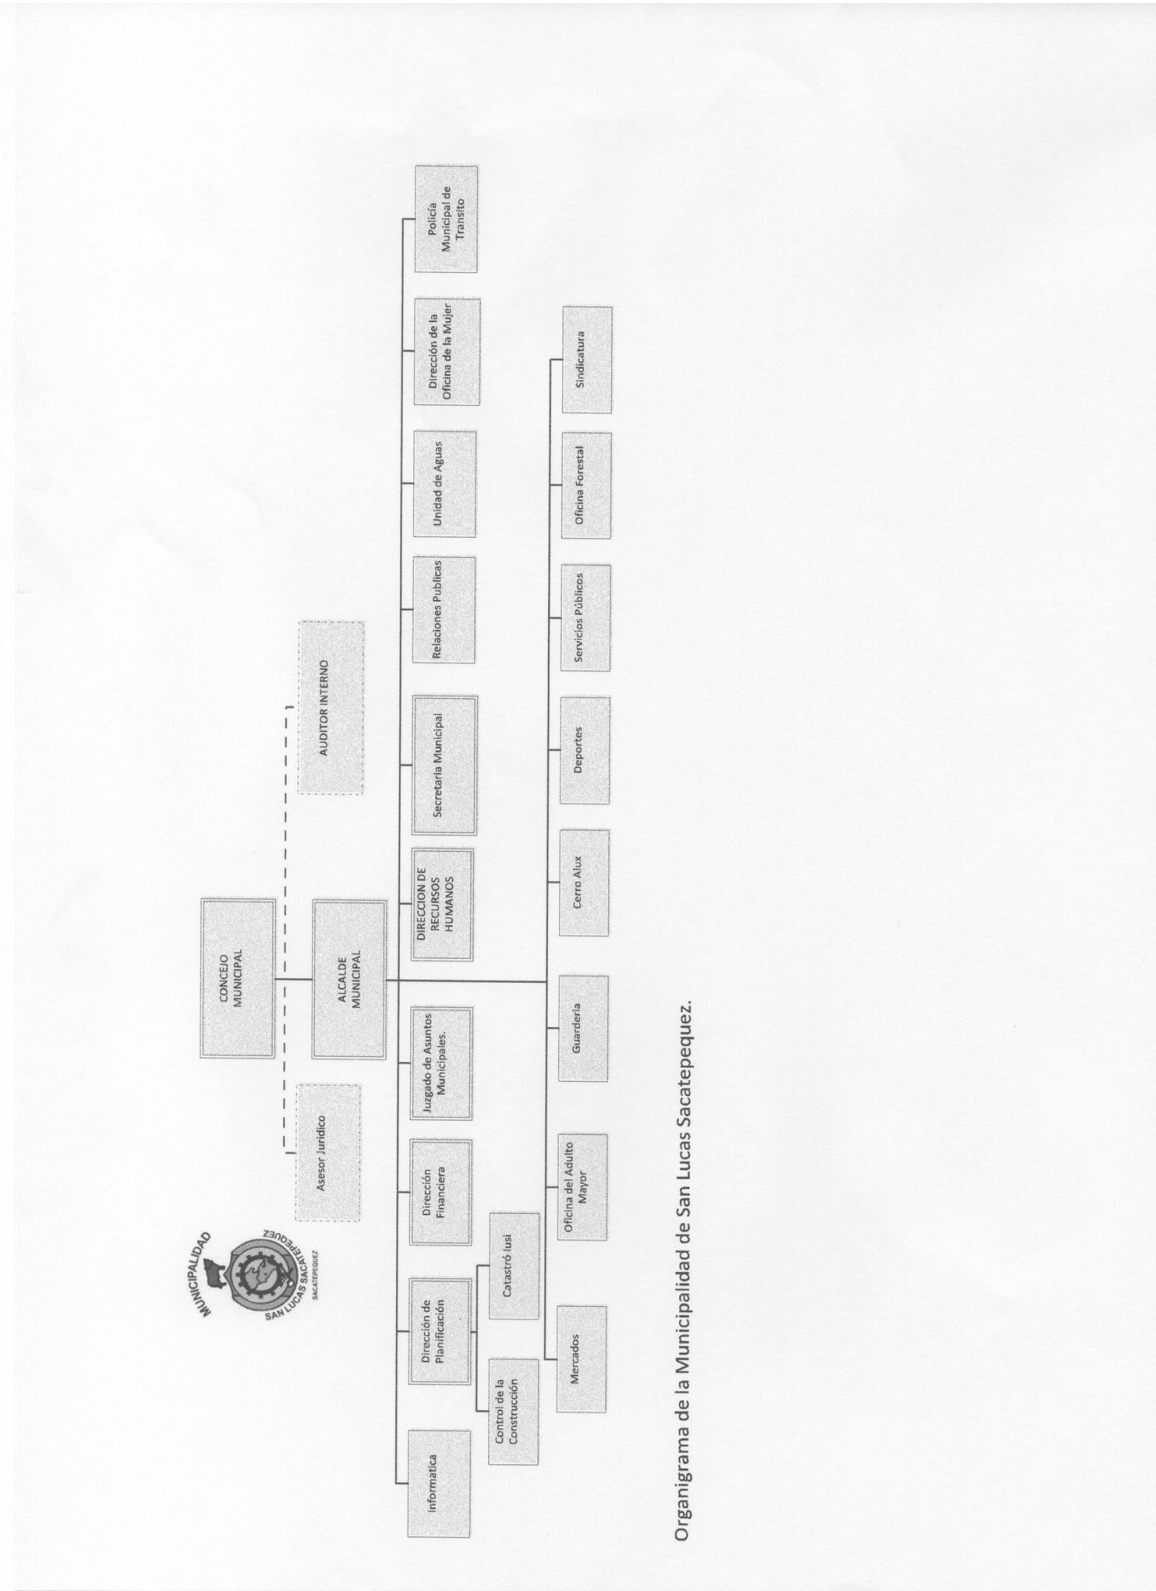 MUNICIPALIDAD
SAN LUCAS SACATEPEQUEZ
SACATEPEQUEZ
CONCEJO
MUNICIPAL
Asesor Juridico
AUDITOR INTERNO
ALCALDE
MUNICIPAL
Informatica
Dirección de
Planificación
Dirección
Financiera
Juzgado de Asuntos
Municipales.
DIRECCION DE
RECURSOS
HUMANOS
Secretaria Municipal
Relaciones Publicas
Unidad de Aguas
Dirección de la
Oficina de la Mujer
Policía
Municipal de
Transito
Control de la
Construcción
Catastró Iusi
Mercados
Oficina del Adulto
Mayor
Guarderia
Cerro Alux
Deportes
Servicios Públicos
Oficina Forestal
Sindicatura
Organigrama de la Municipalidad de San Lucas Sacatepequez.